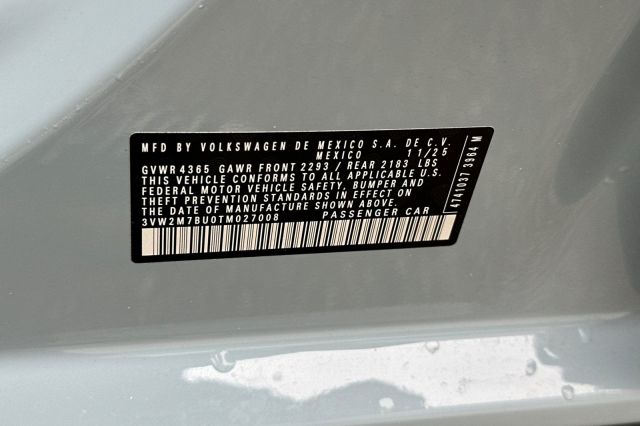 MFD BY VOLKSWAGEN DE MEXICO S.A. DE C.V.
MEXICO 11/25
GVWR 4365 GAWR FRONT 2293 / REAR 2183 LBS
THIS VEHICLE CONFORMS TO ALL APPLICABLE U.S.
FEDERAL MOTOR VEHICLE SAFETY, BUMPER AND
THEFT PREVENTION STANDARDS IN EFFECT ON
THE DATE OF MANUFACTURE SHOWN ABOVE.
3VW2M7BU0TM027008 PASSENGER CAR
4741037 3964 M